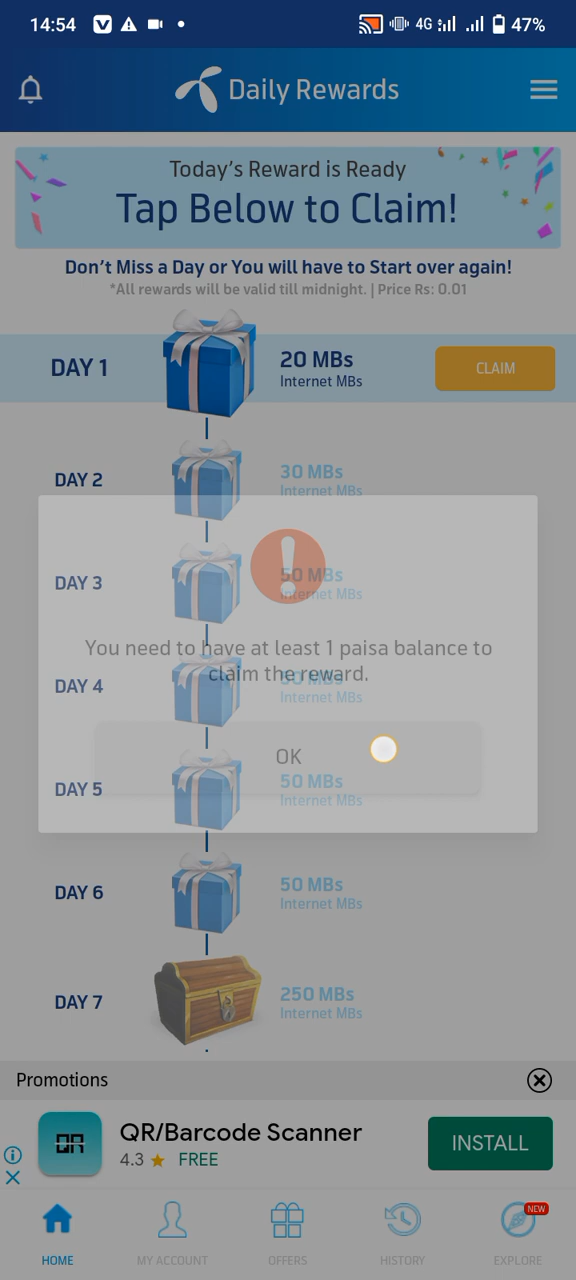 14:54
4G
47%
Daily Rewards
Today's Reward is Ready
Tap Below to Claim!
Don't Miss a Day or You will have to Start over again!
*All rewards will be valid till midnight. | Price Rs: 0.01
DAY 1
20 MBs
Internet MBs
CLAIM
DAY 2
30 MBs
Internet MBs
DAY 3
50 MBs
Internet MBs
You need to have at least 1 paisa balance to
claim the reward.
DAY 4
50 MBs
Internet MBs
OK
DAY 5
50 MBs
Internet MBs
DAY 6
50 MBs
Internet MBs
DAY 7
250 MBs
Internet MBs
Promotions
QR
QR/Barcode Scanner
4.3 ★ FREE
INSTALL
NEW
HOME
MY ACCOUNT
OFFERS
HISTORY
EXPLORE